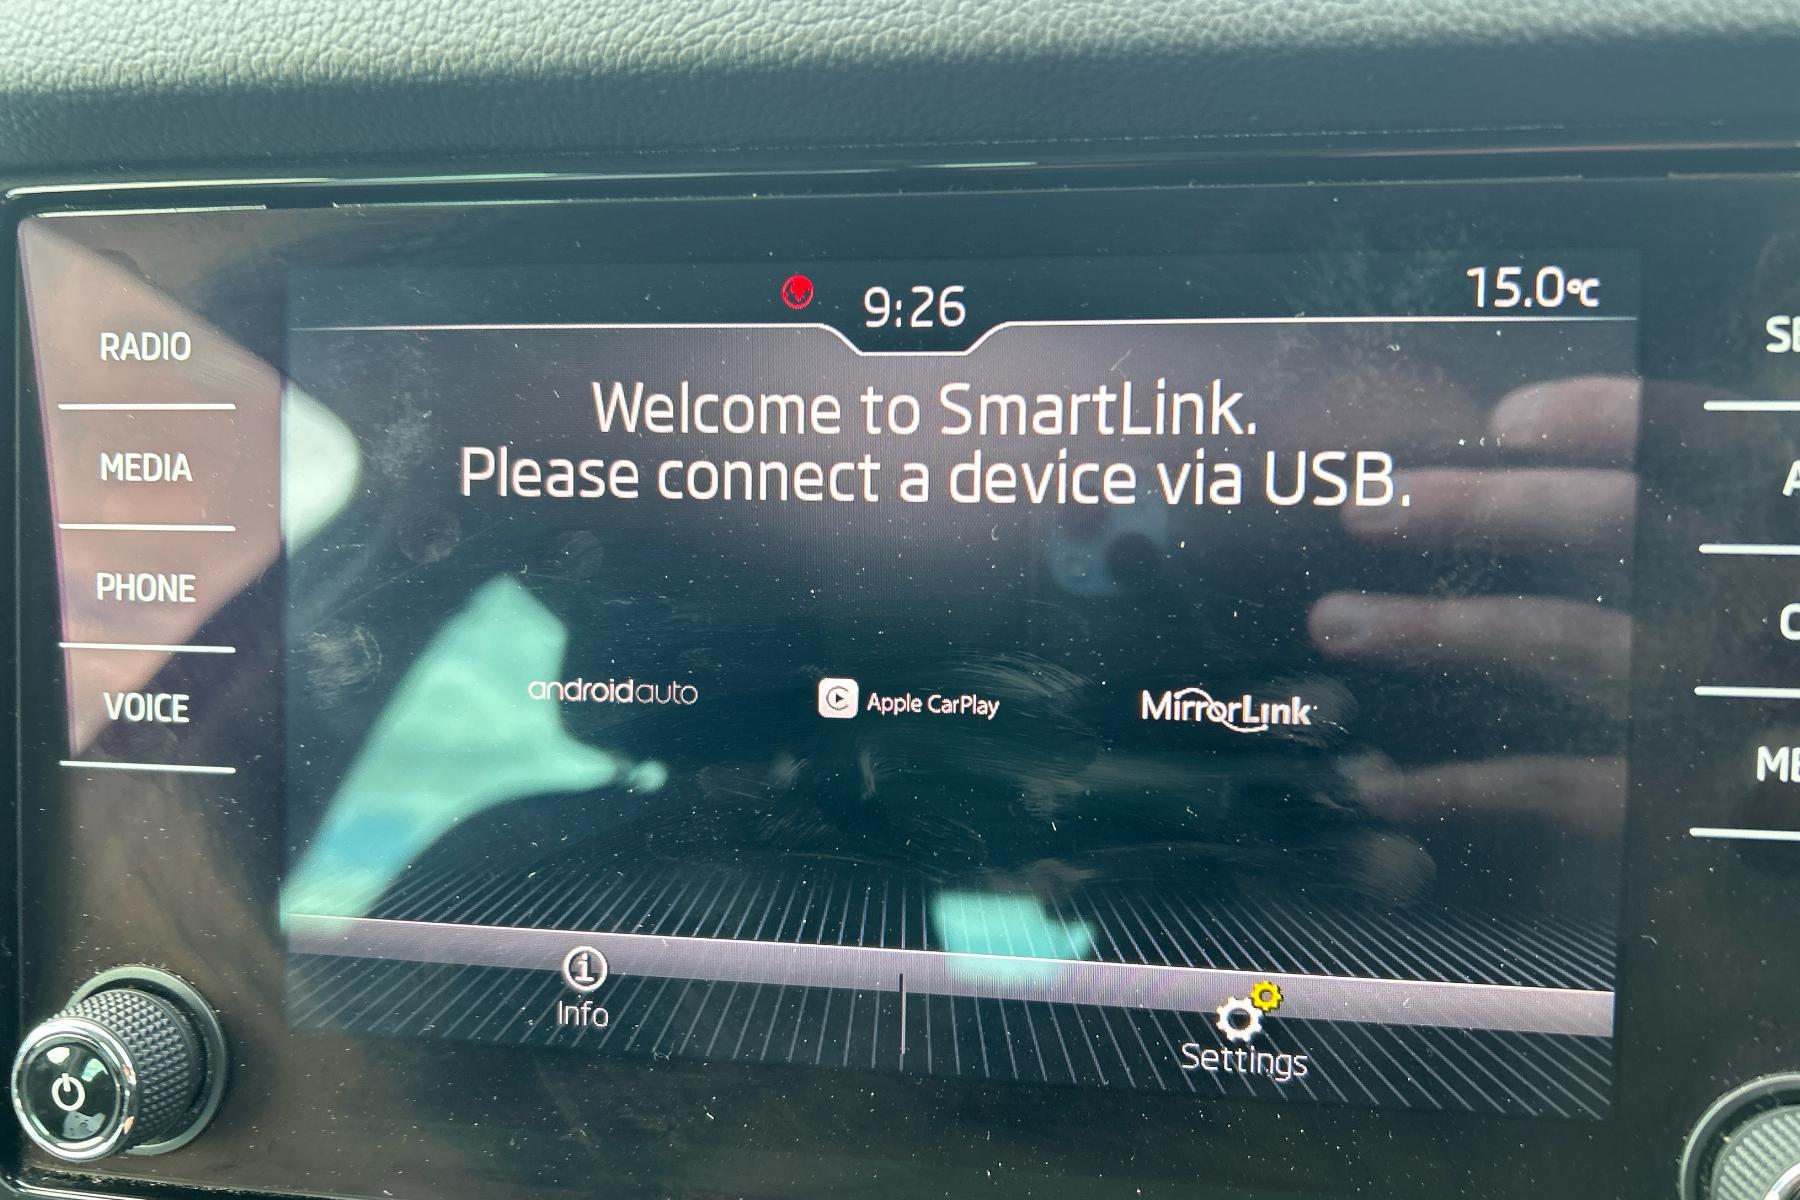 9:26
15.0°C
RADIO
MEDIA
PHONE
VOICE
Welcome to SmartLink.
Please connect a device via USB.
androidauto
Apple CarPlay
MirrorLink
Info
Settings